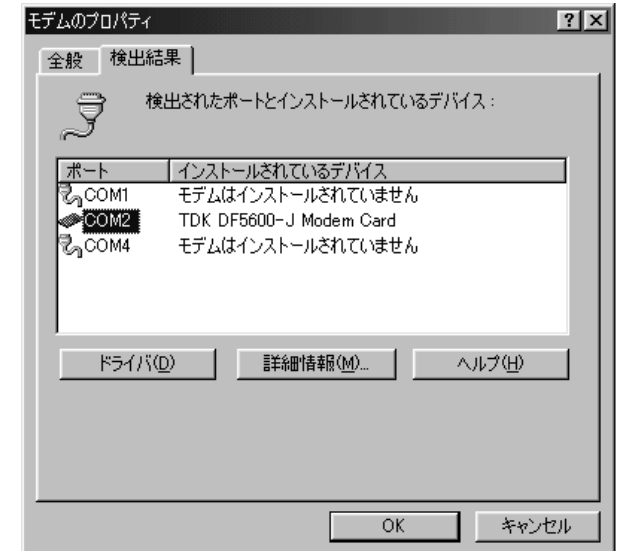 モデムのプロパティ
? ×
全般 検出結果
検出されたポートとインストールされているデバイス:
ポート インストールされているデバイス
COM1 モデムはインストールされていません
COM2 TDK DF5600-J Modem Card
COM4 モデムはインストールされていません
ドライバ(D) 詳細情報(M)... ヘルプ(H)
OK キャンセル